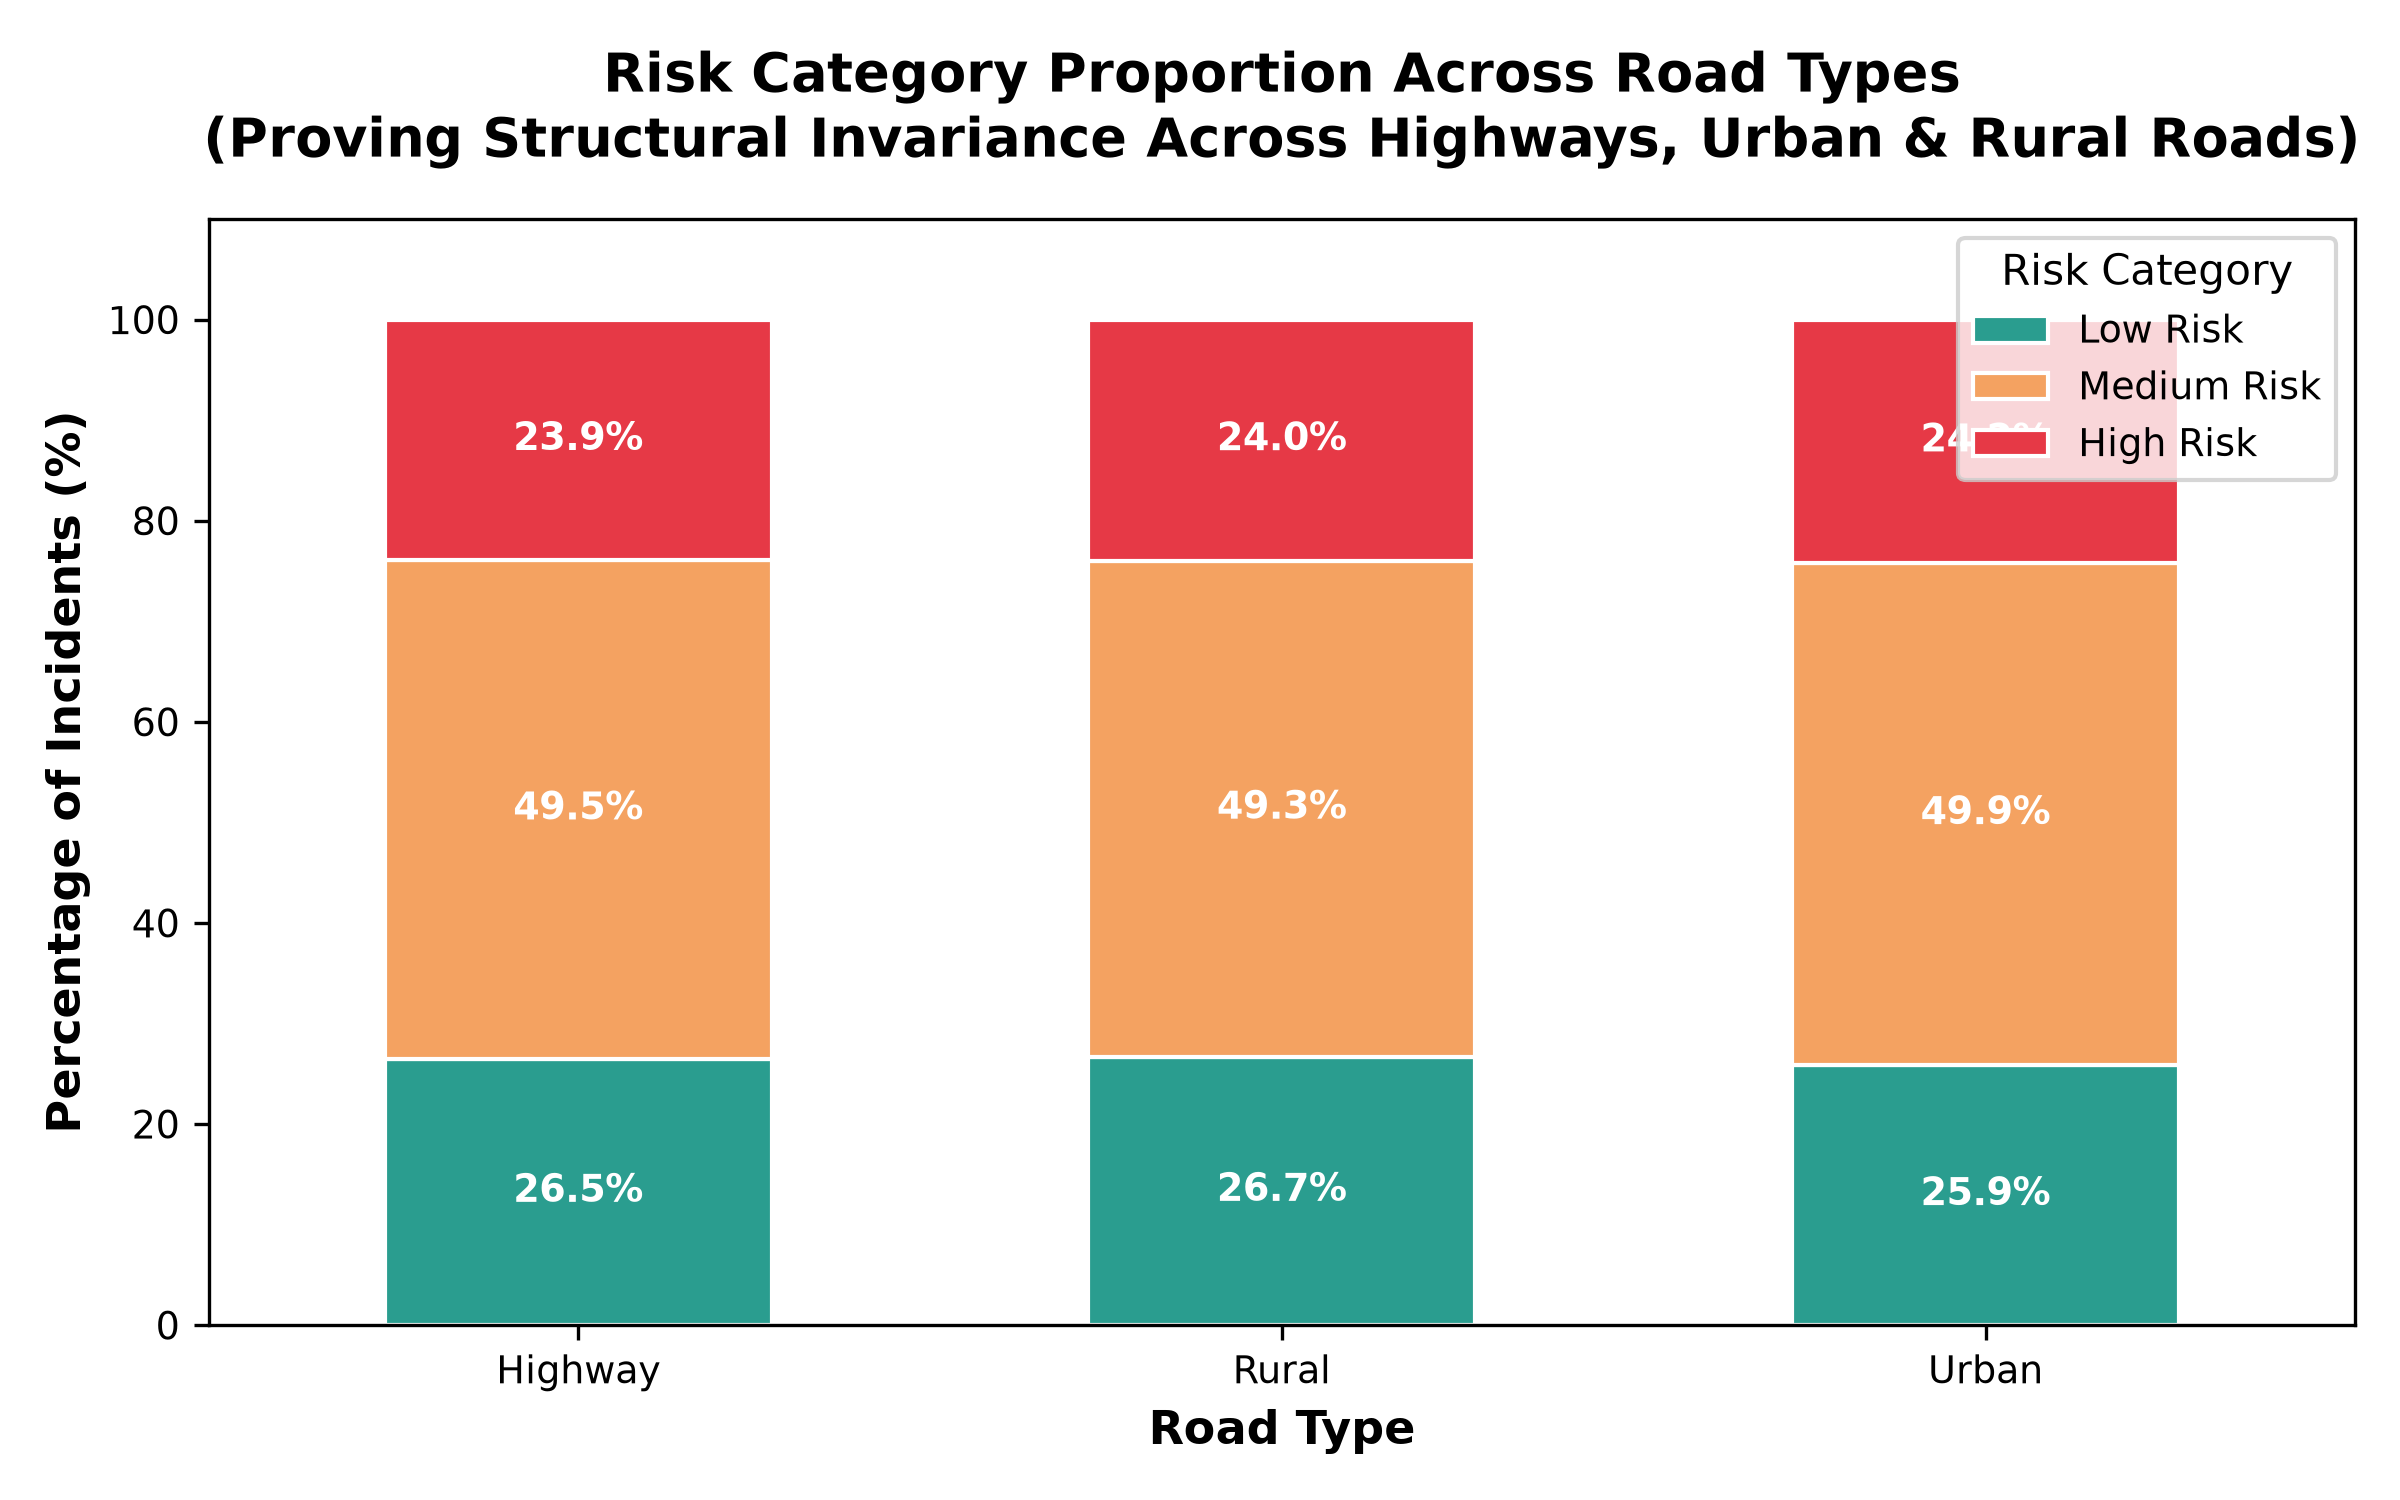 Risk Category Proportion Across Road Types
(Proving Structural Invariance Across Highways, Urban & Rural Roads)
Risk Category
Low Risk
Medium Risk
High Risk
Percentage of Incidents (%)
100
80
60
40
20
0
23.9%
24.0%
49.5%
49.3%
49.9%
26.5%
26.7%
25.9%
Highway
Rural
Urban
Road Type